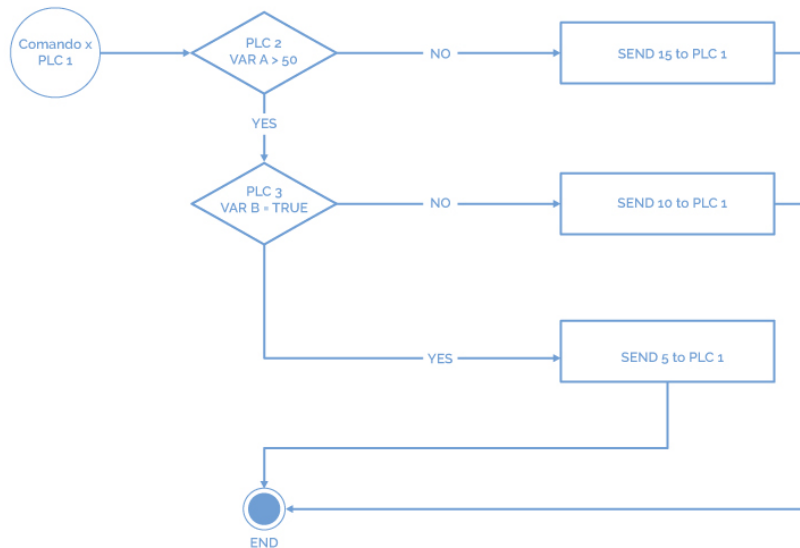 Comando x
PLC 1
PLC 2
VAR A > 50
NO
SEND 15 to PLC 1
YES
PLC 3
VAR B = TRUE
NO
SEND 10 to PLC 1
YES
SEND 5 to PLC 1
END